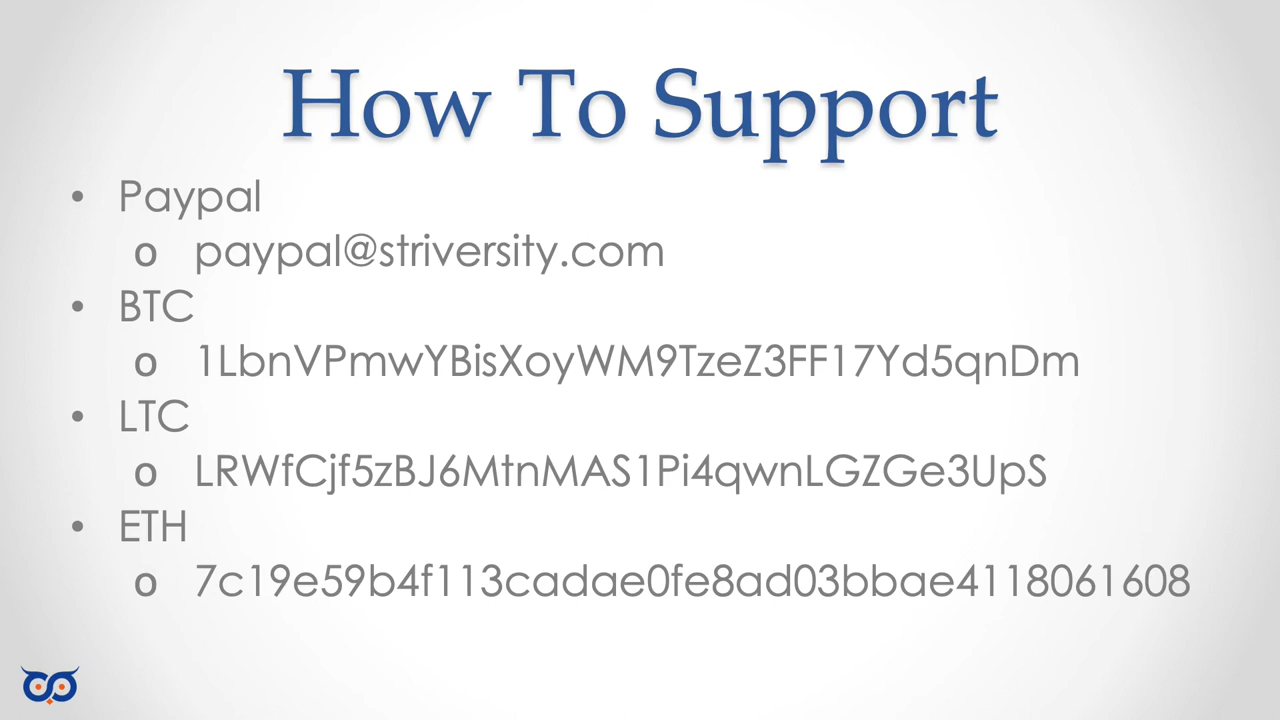 How To Support
• Paypal
o paypal@striversity.com
• BTC
o 1LbnVPmwYBisXoyWM9TzeZ3FF17Yd5qnDm
• LTC
o LRWfCjf5zBJ6MtnMAS1Pi4qwnLGZGe3UpS
• ETH
o 7c19e59b4f113cadae0fe8ad03bbae4118061608